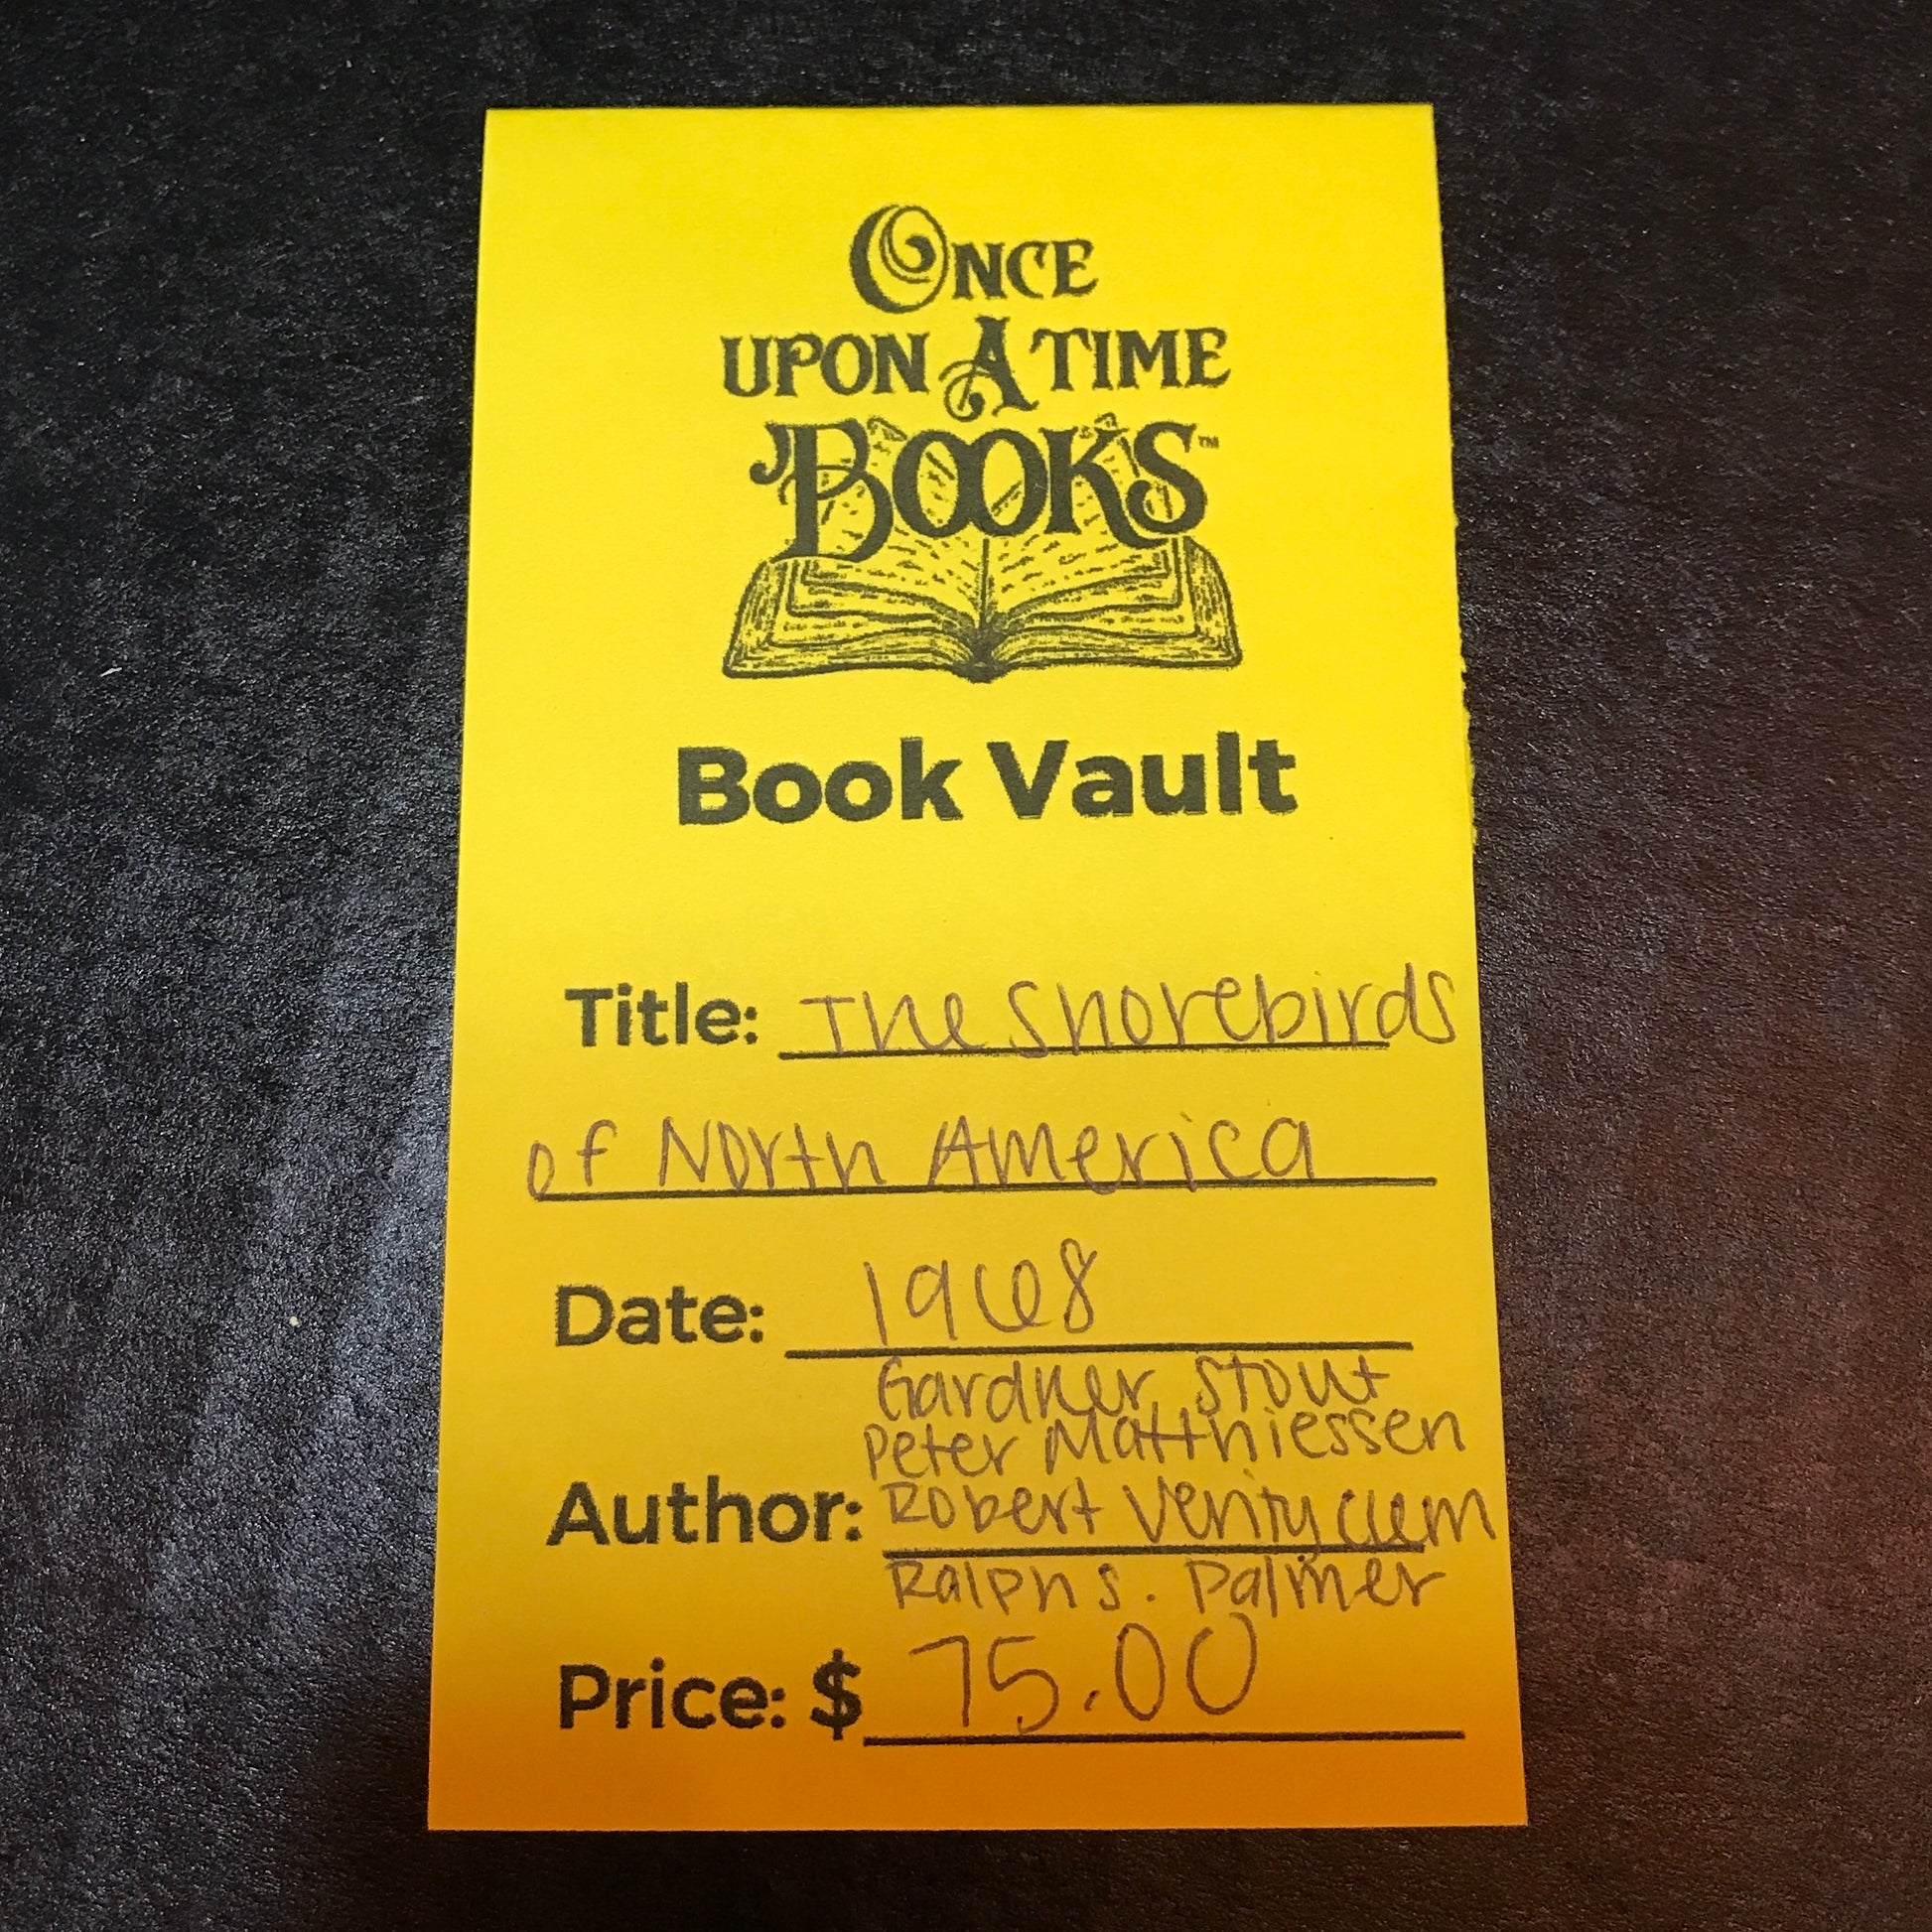 ONCE
UPON A TIME
BOOKS™
Book Vault
Title: The Shorebirds
of North America
Date: 1968
Gardner Stout
Peter Matthiessen
Author: Robert Verity Clem
Ralph S. Palmer
Price: $ 75.00